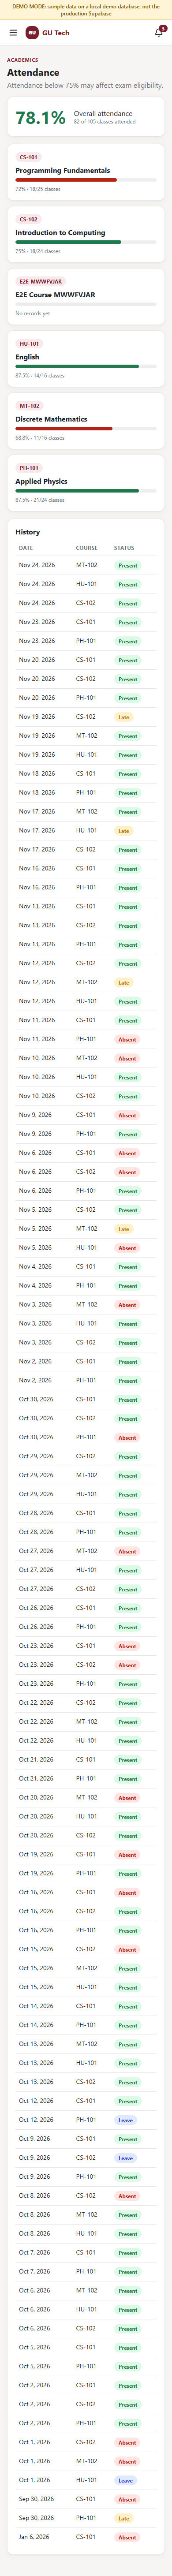 DEMO MODE: sample data on a local demo database, not the production Supabase
GU
GU Tech
ACADEMICS
Attendance
Attendance below 75% may affect exam eligibility.
78.1%
Overall attendance
82 of 105 classes attended
CS-101
Programming Fundamentals
72% · 18/25 classes
CS-102
Introduction to Computing
75% · 18/24 classes
E2E-MWWFVJAR
E2E Course MWWFVJAR
No records yet
HU-101
English
87.5% · 14/16 classes
MT-102
Discrete Mathematics
68.8% · 11/16 classes
PH-101
Applied Physics
87.5% · 21/24 classes
History
DATE COURSE STATUS
Nov 24, 2026 MT-102 Present
Nov 24, 2026 HU-101 Present
Nov 24, 2026 CS-102 Present
Nov 23, 2026 CS-101 Present
Nov 23, 2026 PH-101 Present
Nov 20, 2026 CS-101 Present
Nov 20, 2026 CS-102 Present
Nov 20, 2026 PH-101 Present
Nov 19, 2026 CS-102 Late
Nov 19, 2026 MT-102 Present
Nov 19, 2026 HU-101 Present
Nov 18, 2026 CS-101 Present
Nov 18, 2026 PH-101 Present
Nov 17, 2026 MT-102 Present
Nov 17, 2026 HU-101 Late
Nov 17, 2026 CS-102 Present
Nov 16, 2026 CS-101 Present
Nov 16, 2026 PH-101 Present
Nov 13, 2026 CS-101 Present
Nov 13, 2026 CS-102 Present
Nov 13, 2026 PH-101 Present
Nov 12, 2026 CS-102 Present
Nov 12, 2026 MT-102 Late
Nov 12, 2026 HU-101 Present
Nov 11, 2026 CS-101 Present
Nov 11, 2026 PH-101 Absent
Nov 10, 2026 MT-102 Absent
Nov 10, 2026 HU-101 Present
Nov 10, 2026 CS-102 Present
Nov 9, 2026 CS-101 Absent
Nov 9, 2026 PH-101 Present
Nov 6, 2026 CS-101 Absent
Nov 6, 2026 CS-102 Absent
Nov 6, 2026 PH-101 Present
Nov 5, 2026 CS-102 Present
Nov 5, 2026 MT-102 Late
Nov 5, 2026 HU-101 Absent
Nov 4, 2026 CS-101 Present
Nov 4, 2026 PH-101 Present
Nov 3, 2026 MT-102 Absent
Nov 3, 2026 HU-101 Present
Nov 3, 2026 CS-102 Present
Nov 2, 2026 CS-101 Present
Nov 2, 2026 PH-101 Present
Oct 30, 2026 CS-101 Present
Oct 30, 2026 CS-102 Present
Oct 30, 2026 PH-101 Absent
Oct 29, 2026 CS-102 Present
Oct 29, 2026 MT-102 Present
Oct 29, 2026 HU-101 Present
Oct 28, 2026 CS-101 Present
Oct 28, 2026 PH-101 Present
Oct 27, 2026 MT-102 Absent
Oct 27, 2026 HU-101 Present
Oct 27, 2026 CS-102 Present
Oct 26, 2026 CS-101 Present
Oct 26, 2026 PH-101 Present
Oct 23, 2026 CS-101 Absent
Oct 23, 2026 CS-102 Absent
Oct 23, 2026 PH-101 Present
Oct 22, 2026 CS-102 Present
Oct 22, 2026 MT-102 Present
Oct 22, 2026 HU-101 Present
Oct 21, 2026 CS-101 Present
Oct 21, 2026 PH-101 Present
Oct 20, 2026 MT-102 Absent
Oct 20, 2026 HU-101 Present
Oct 20, 2026 CS-102 Present
Oct 19, 2026 CS-101 Absent
Oct 19, 2026 PH-101 Present
Oct 16, 2026 CS-101 Absent
Oct 16, 2026 CS-102 Present
Oct 16, 2026 PH-101 Present
Oct 15, 2026 CS-102 Absent
Oct 15, 2026 MT-102 Present
Oct 15, 2026 HU-101 Present
Oct 14, 2026 CS-101 Present
Oct 14, 2026 PH-101 Present
Oct 13, 2026 MT-102 Present
Oct 13, 2026 HU-101 Present
Oct 13, 2026 CS-102 Present
Oct 12, 2026 CS-101 Present
Oct 12, 2026 PH-101 Leave
Oct 9, 2026 CS-101 Present
Oct 9, 2026 CS-102 Leave
Oct 9, 2026 PH-101 Present
Oct 8, 2026 CS-102 Absent
Oct 8, 2026 MT-102 Present
Oct 8, 2026 HU-101 Present
Oct 7, 2026 CS-101 Present
Oct 7, 2026 PH-101 Present
Oct 6, 2026 MT-102 Present
Oct 6, 2026 HU-101 Present
Oct 6, 2026 CS-102 Present
Oct 5, 2026 CS-101 Present
Oct 5, 2026 PH-101 Present
Oct 2, 2026 CS-101 Present
Oct 2, 2026 CS-102 Present
Oct 2, 2026 PH-101 Present
Oct 1, 2026 CS-102 Absent
Oct 1, 2026 MT-102 Absent
Oct 1, 2026 HU-101 Leave
Sep 30, 2026 CS-101 Absent
Sep 30, 2026 PH-101 Late
Jan 6, 2026 CS-101 Absent